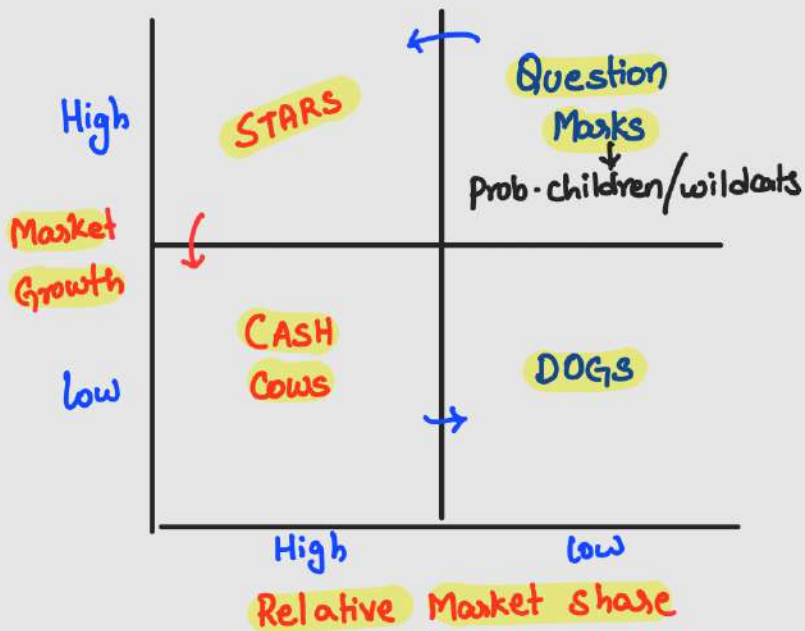 High
STARS
Question
Marks
Prob. children/wildcats
Market
Growth
CASH
COWS
DOGS
Low
High
Low
Relative Market share